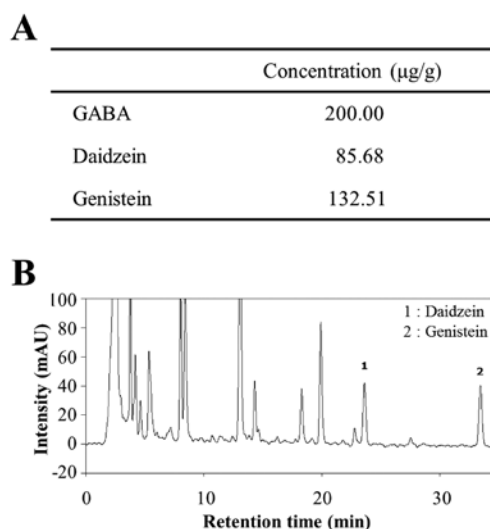 A
Concentration (μg/g)
GABA 200.00
Daidzein 85.68
Genistein 132.51
B
1 : Daidzein
2 : Genistein
Intensity (mAU)
100
80
60
40
20
0
-20
1
2
0 10 20 30
Retention time (min)